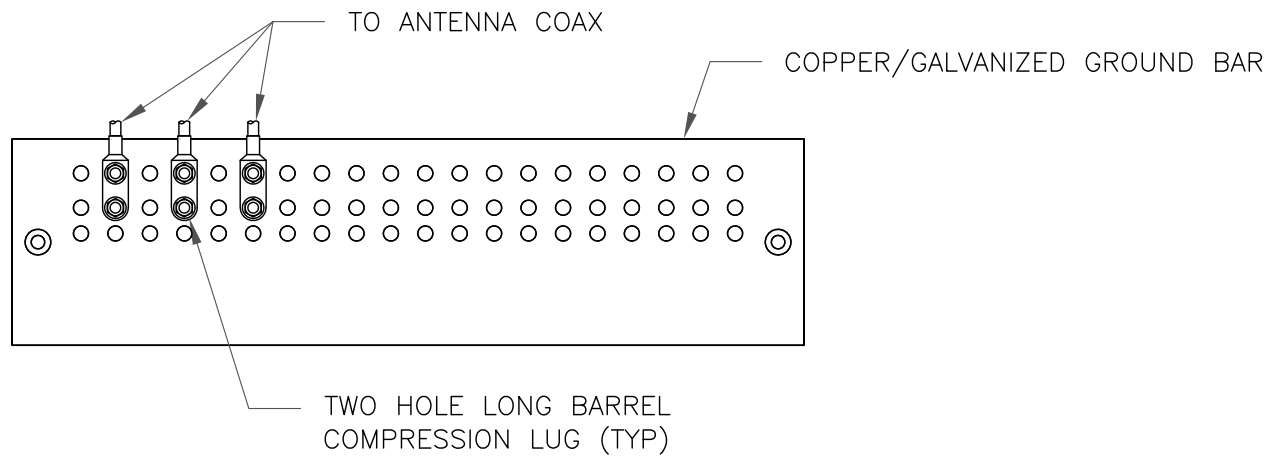 TO ANTENNA COAX
COPPER/GALVANIZED GROUND BAR
TWO HOLE LONG BARREL
COMPRESSION LUG (TYP)